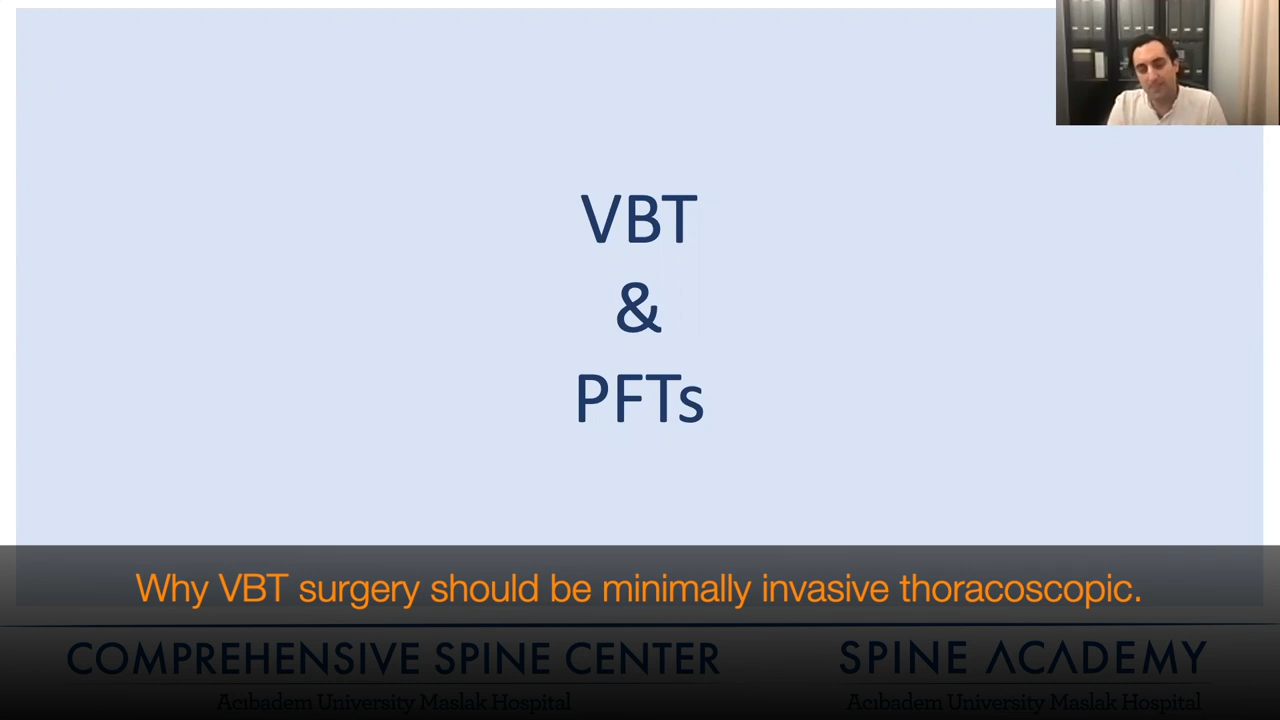 VBT
&
PFTs
Why VBT surgery should be minimally invasive thoracoscopic.
COMPREHENSIVE SPINE CENTER
Acıbadem University Maslak Hospital
SPINE ACADEMY
Acıbadem University Maslak Hospital